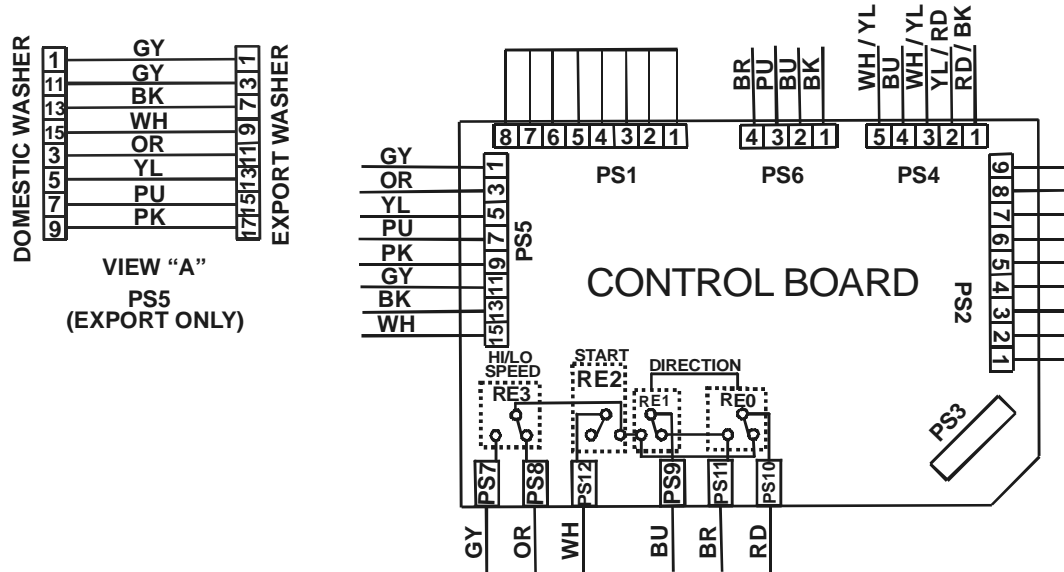 DOMESTIC WASHER
1 GY 1
11 GY 3
13 BK 7
15 WH 9
3 OR 11
5 YL 13
7 PU 15
9 PK 17
EXPORT WASHER
VIEW “A”
PS5
(EXPORT ONLY)
BR PU BU BK
WH / YL BU WH / YL YL / RD RD / BK
8 7 6 5 4 3 2 1
PS1
4 3 2 1
PS6
5 4 3 2 1
PS4
GY 1
OR 3
YL 5
PU 7
PK 9
GY 11
BK 13
WH 15
PS5
CONTROL BOARD
9
8
7
6
5
4
3
2
1
PS2
PS3
HI/LO
SPEED
RE3
START
RE2
DIRECTION
RE1
RE0
PS7 PS8 PS12 PS9 PS11 PS10
GY OR WH BU BR RD